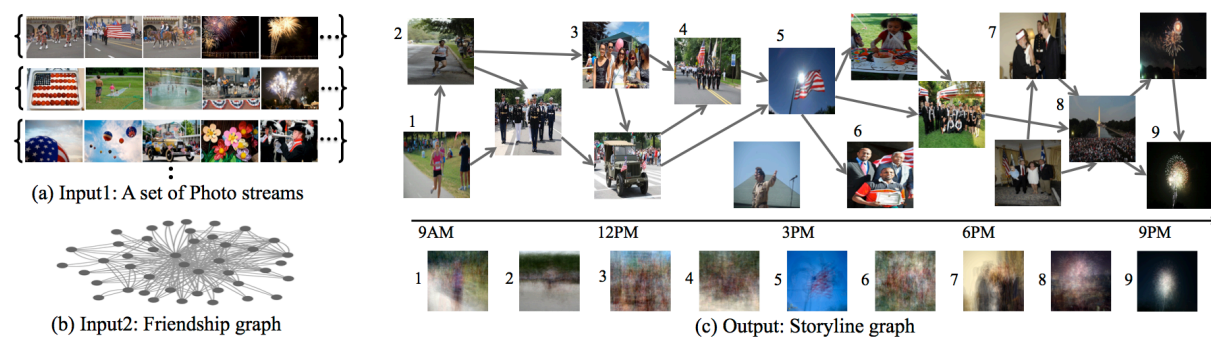 (a) Input1: A set of Photo streams
(b) Input2: Friendship graph
1
2
3
4
5
6
7
8
9
9AM 12PM 3PM 6PM 9PM
1 2 3 4 5 6 7 8 9
(c) Output: Storyline graph